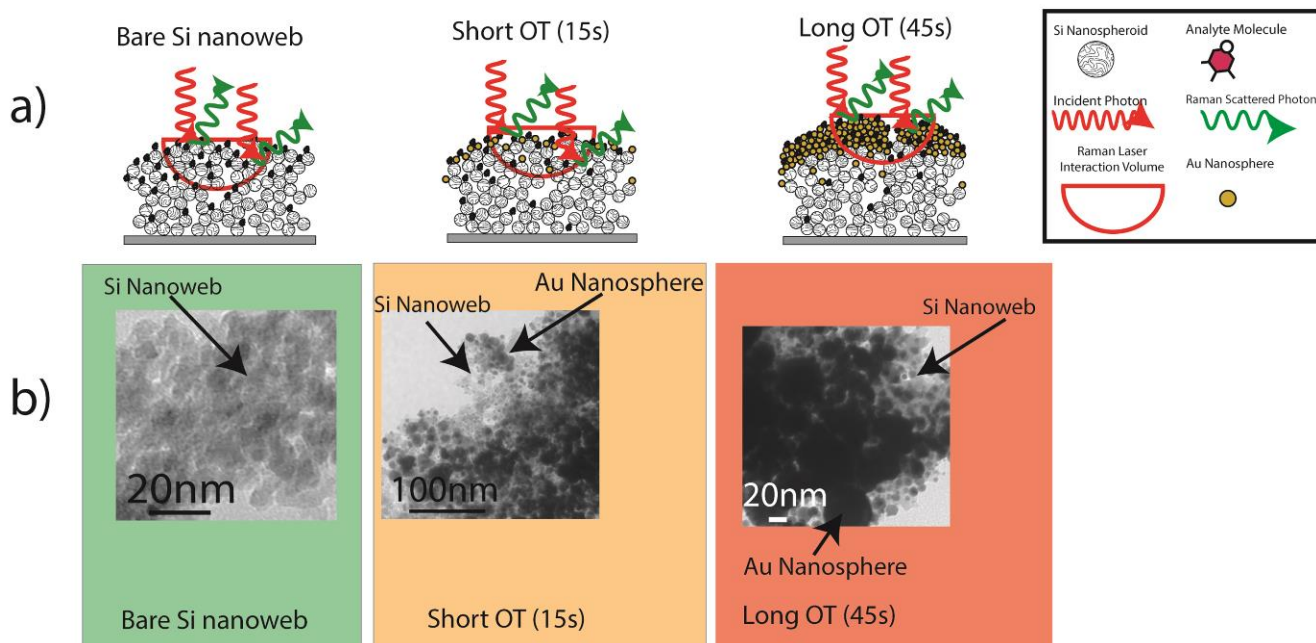 a)
Bare Si nanoweb
Short OT (15s)
Long OT (45s)
Si Nanospheroid
Analyte Molecule
Incident Photon
Raman Scattered Photon
Raman Laser
Interaction Volume
Au Nanosphere
b)
Si Nanoweb
20nm
Bare Si nanoweb
Si Nanoweb
Au Nanosphere
100nm
Short OT (15s)
Si Nanoweb
20nm
Au Nanosphere
Long OT (45s)